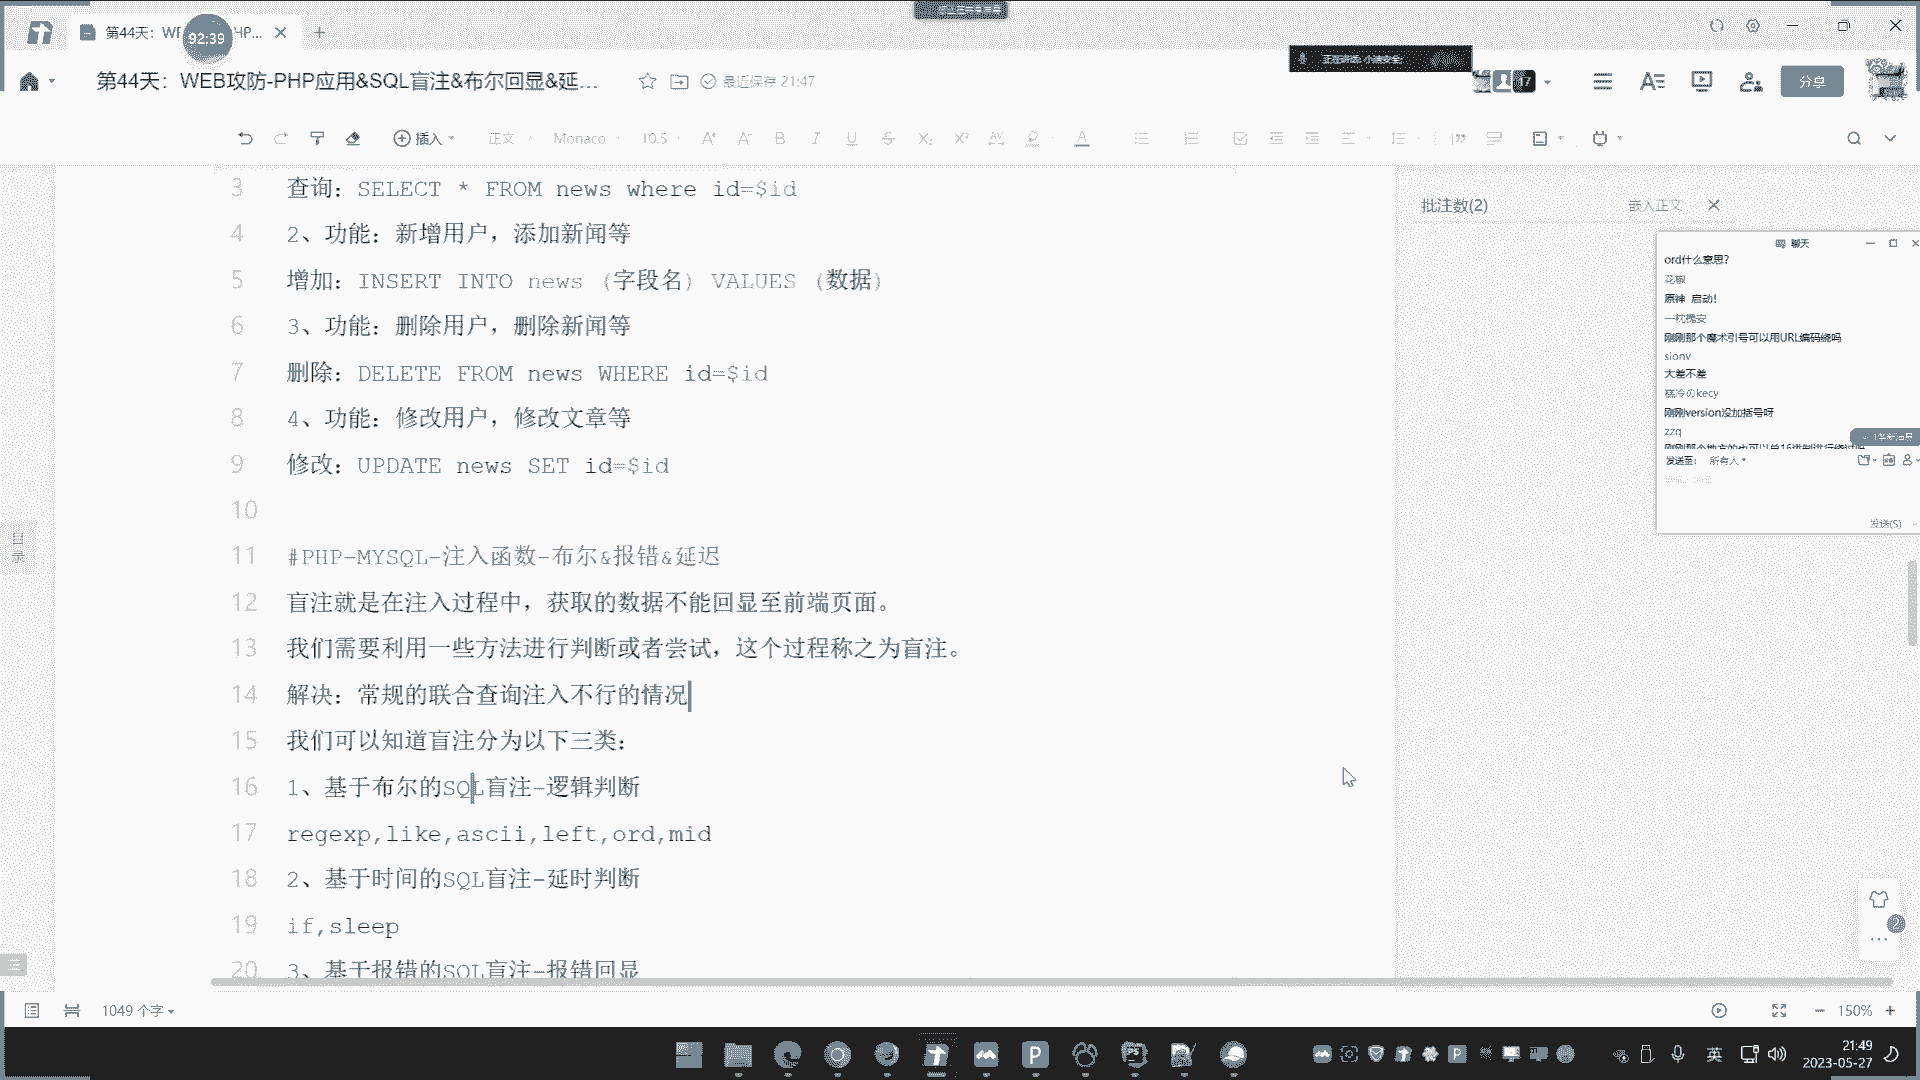 第44天：WE
HP...
92:39
正在讲话: 小迪安全;
第44天：WEB攻防-PHP应用&SQL盲注&布尔回显&延...
最近保存 21:47
17
分享
插入
正文
Monaco
10.5
3 查询：SELECT * FROM news where id=$id
4 2、功能：新增用户，添加新闻等
5 增加：INSERT INTO news （字段名）VALUES （数据）
6 3、功能：删除用户，删除新闻等
7 删除：DELETE FROM news WHERE id=$id
8 4、功能：修改用户，修改文章等
9 修改：UPDATE news SET id=$id
10
11 #PHP-MYSQL-注入函数-布尔&报错&延迟
12 盲注就是在注入过程中，获取的数据不能回显至前端页面。
13 我们需要利用一些方法进行判断或者尝试，这个过程称之为盲注。
14 解决：常规的联合查询注入不行的情况
15 我们可以知道盲注分为以下三类：
16 1、基于布尔的SQL盲注-逻辑判断
17 regexp,like,ascii,left,ord,mid
18 2、基于时间的SQL盲注-延时判断
19 if,sleep
20 3、基于报错的SQL盲注-报错回显
目录
批注数(2)
嵌入正文
聊天
ord什么意思？
花椒
原神 启动！
一枕槐安
刚刚那个魔术引号可以用URL编码绕吗
sionv
大差不差
刚刚version没加括号呀
zzq
发送至： 所有人
发送(S)
2
1049 个字
150%
英
21:49
2023-05-27